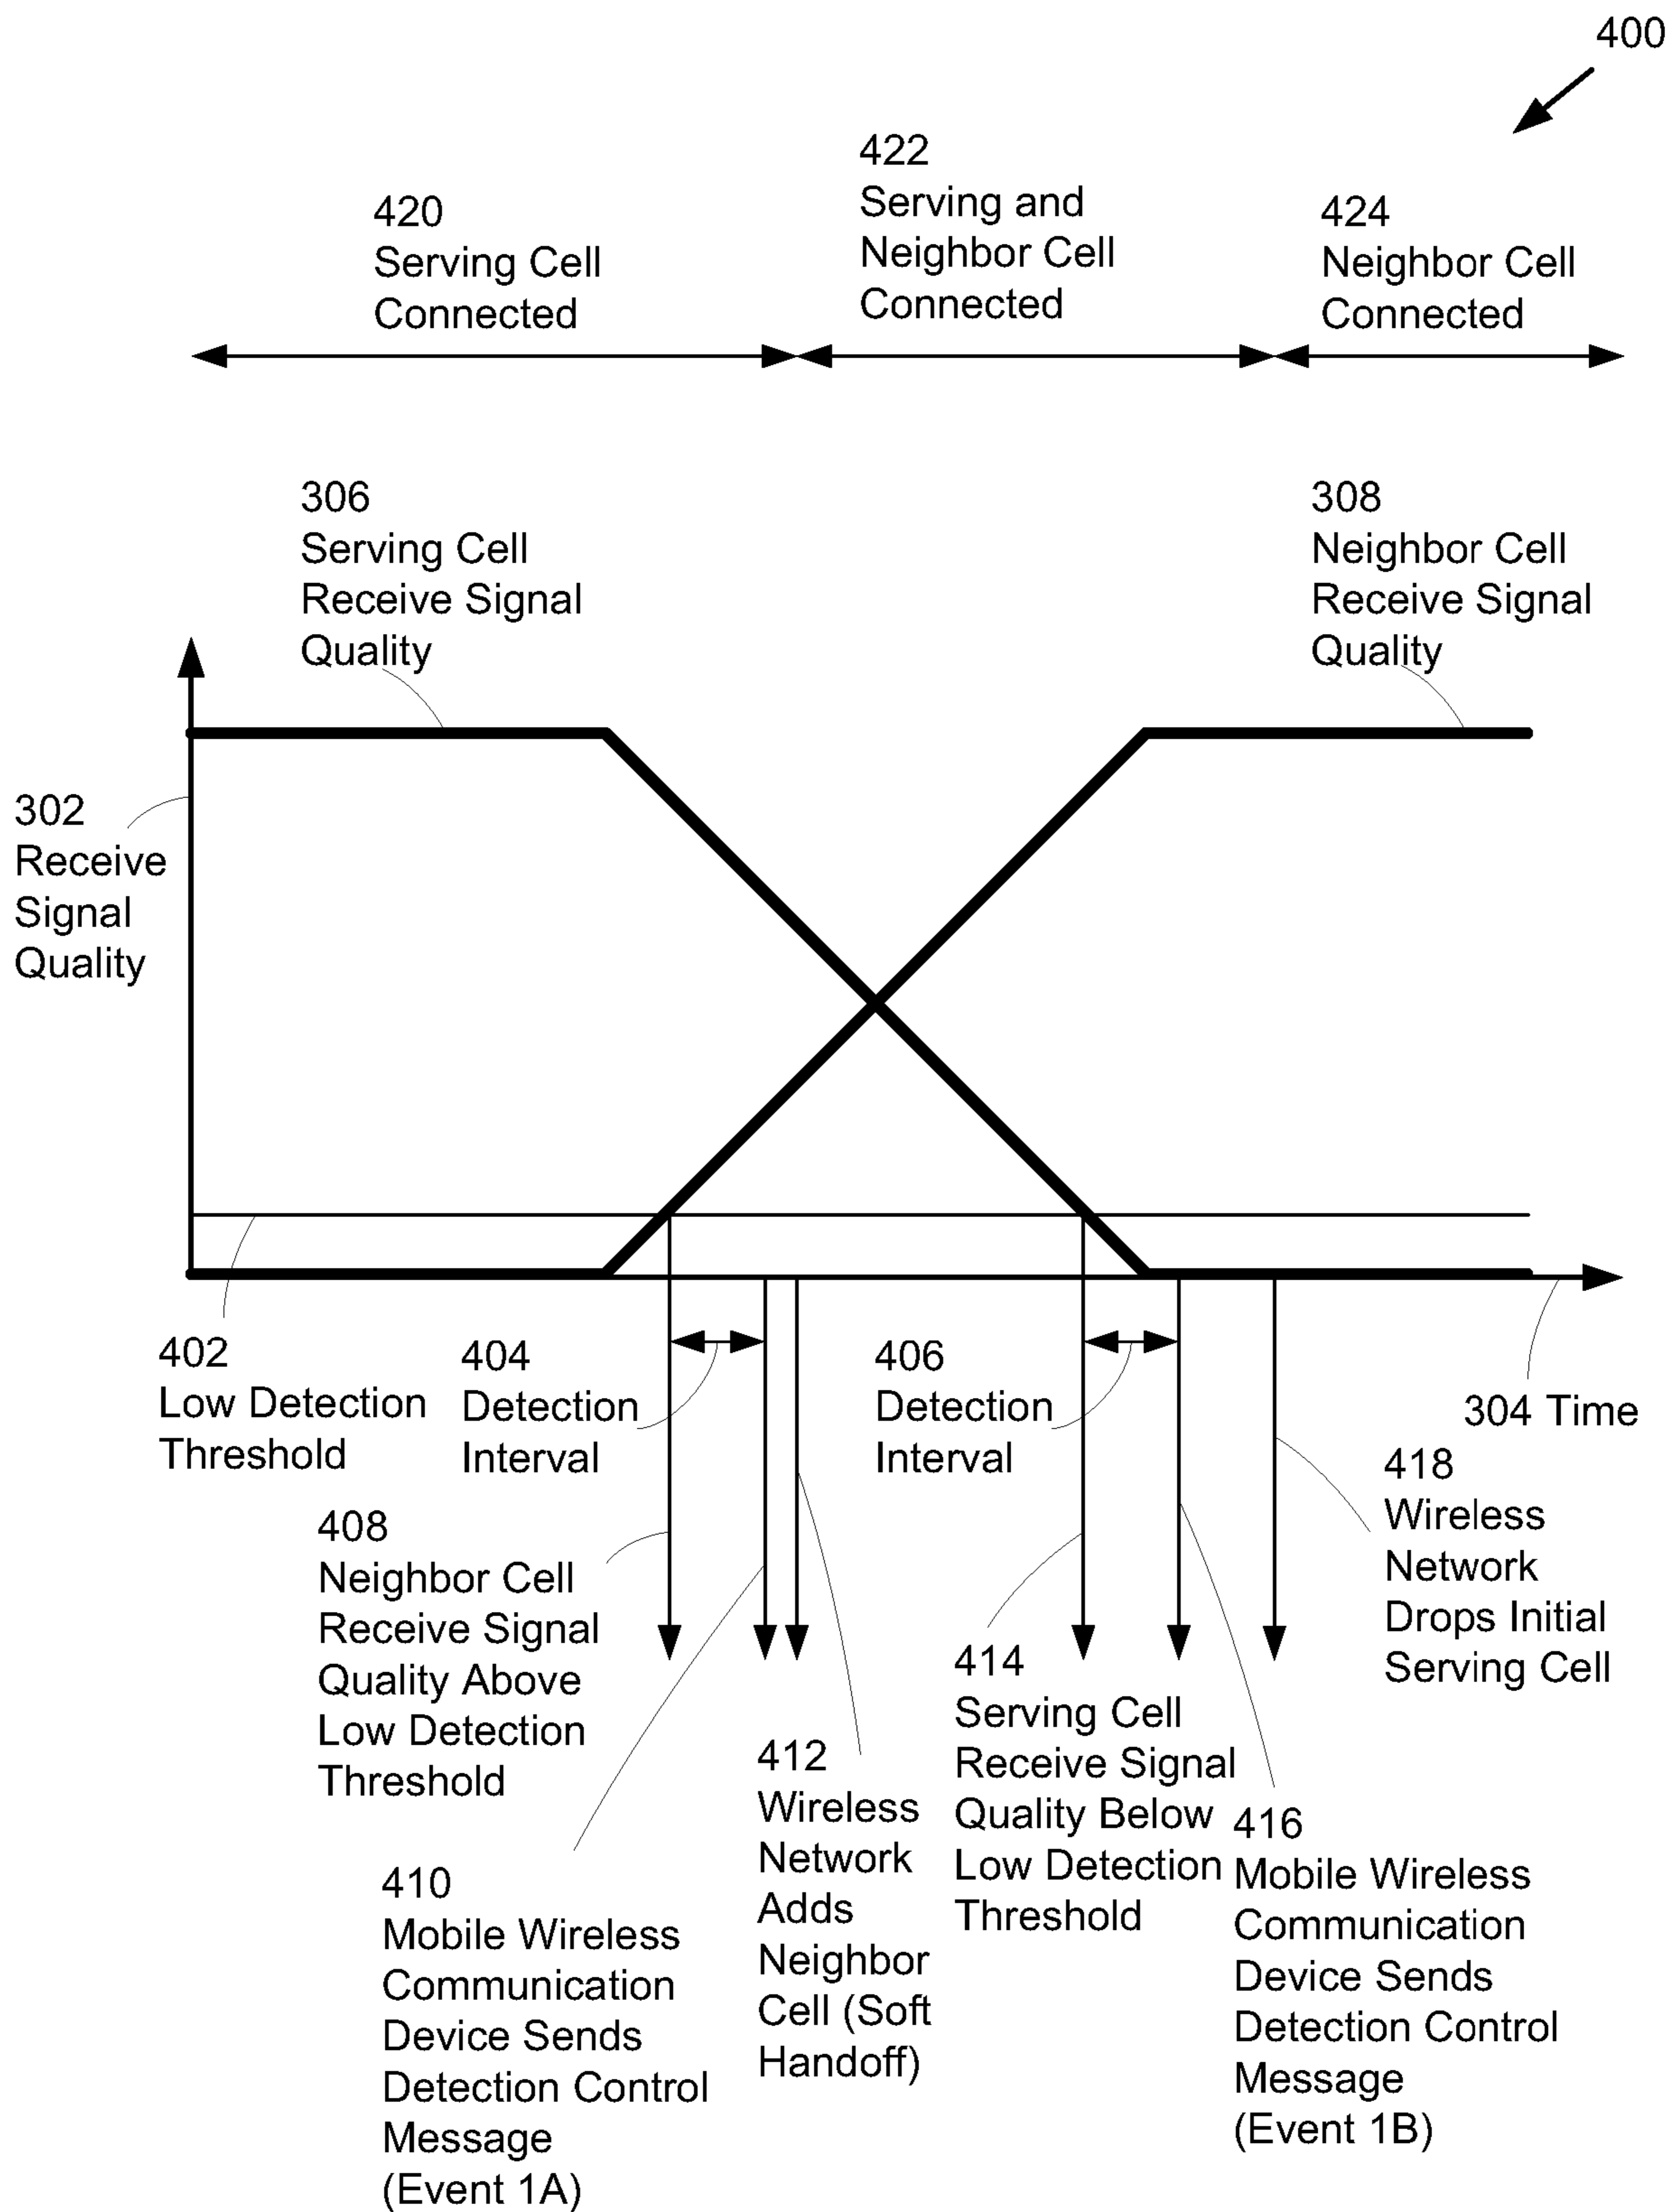 400
420
Serving Cell
Connected
422
Serving and
Neighbor Cell
Connected
424
Neighbor Cell
Connected
306
Serving Cell
Receive Signal
Quality
308
Neighbor Cell
Receive Signal
Quality
302
Receive
Signal
Quality
402
Low Detection
Threshold
404
Detection
Interval
406
Detection
Interval
304 Time
408
Neighbor Cell
Receive Signal
Quality Above
Low Detection
Threshold
410
Mobile Wireless
Communication
Device Sends
Detection Control
Message
(Event 1A)
412
Wireless
Network
Adds
Neighbor
Cell (Soft
Handoff)
414
Serving Cell
Receive Signal
Quality Below
Low Detection
Threshold
416
Mobile Wireless
Communication
Device Sends
Detection Control
Message
(Event 1B)
418
Wireless
Network
Drops Initial
Serving Cell